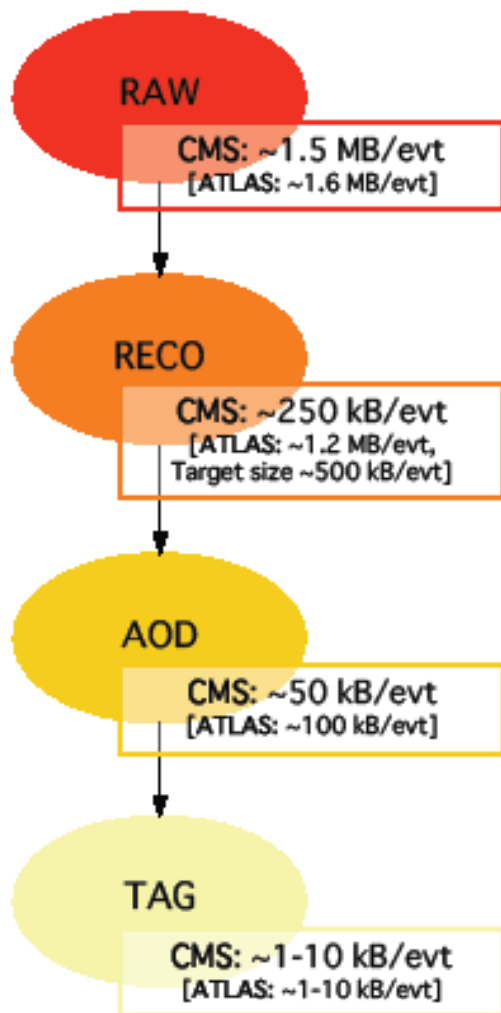 RAW
CMS: ~1.5 MB/evt
[ATLAS: ~1.6 MB/evt]
RECO
CMS: ~250 kB/evt
[ATLAS: ~1.2 MB/evt,
Target size ~500 kB/evt]
AOD
CMS: ~50 kB/evt
[ATLAS: ~100 kB/evt]
TAG
CMS: ~1-10 kB/evt
[ATLAS: ~1-10 kB/evt]